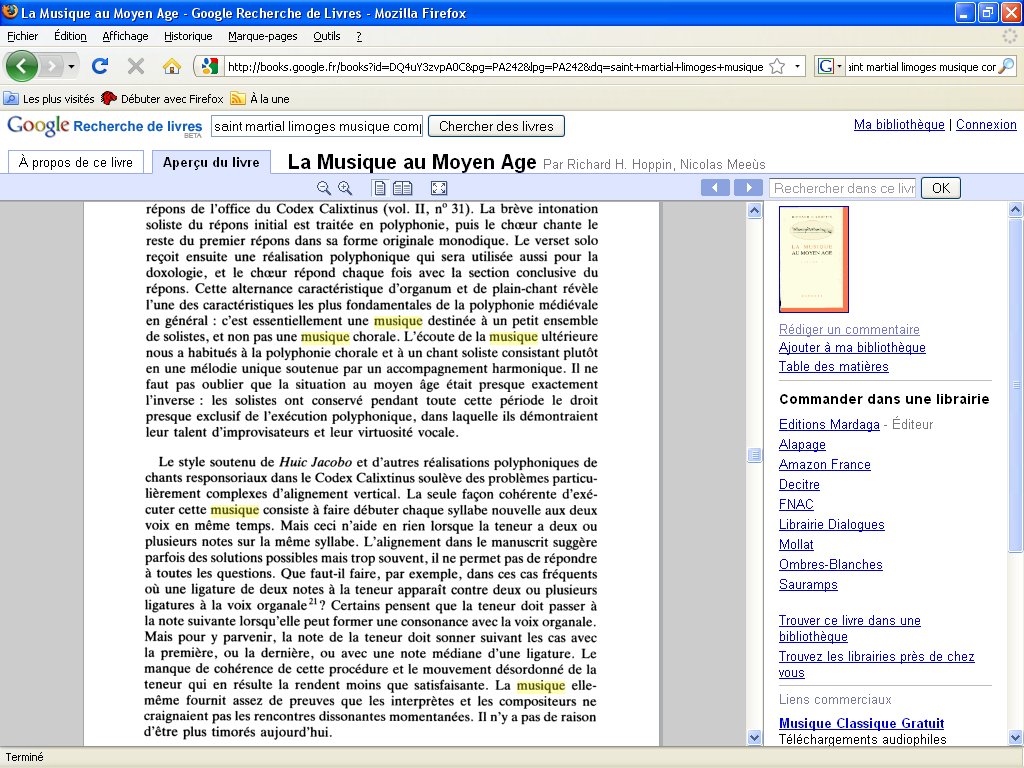 La Musique au Moyen Age - Google Recherche de Livres - Mozilla Firefox
Fichier Édition Affichage Historique Marque-pages Outils ?
http://books.google.fr/books?id=DQ4uY3zvpA0C&pg=PA242&lpg=PA242&dq=saint+martial+limoges+musique
G int martial limoges musique cor
Les plus visités Débuter avec Firefox À la une
Google Recherche de livres BETA
saint martial limoges musique com
Chercher des livres
Ma bibliothèque | Connexion
À propos de ce livre
Aperçu du livre
La Musique au Moyen Age Par Richard H. Hoppin, Nicolas Meeùs
Rechercher dans ce livr OK
répons de l'office du Codex Calixtinus (vol. II, nº 31). La brève intonation
soliste du répons initial est traitée en polyphonie, puis le chœur chante le
reste du premier répons dans sa forme originale monodique. Le verset solo
reçoit ensuite une réalisation polyphonique qui sera utilisée aussi pour la
doxologie, et le chœur répond chaque fois avec la section conclusive du
répons. Cette alternance caractéristique d'organum et de plain-chant révèle
l'une des caractéristiques les plus fondamentales de la polyphonie médiévale
en général : c'est essentiellement une musique destinée à un petit ensemble
de solistes, et non pas une musique chorale. L'écoute de la musique ultérieure
nous a habitués à la polyphonie chorale et à un chant soliste consistant plutôt
en une mélodie unique soutenue par un accompagnement harmonique. Il ne
faut pas oublier que la situation au moyen âge était presque exactement
l'inverse : les solistes ont conservé pendant toute cette période le droit
presque exclusif de l'exécution polyphonique, dans laquelle ils démontraient
leur talent d'improvisateurs et leur virtuosité vocale.
Le style soutenu de Huic Jacobo et d'autres réalisations polyphoniques de
chants responsoriaux dans le Codex Calixtinus soulève des problèmes particu-
lièrement complexes d'alignement vertical. La seule façon cohérente d'exé-
cuter cette musique consiste à faire débuter chaque syllabe nouvelle aux deux
voix en même temps. Mais ceci n'aide en rien lorsque la teneur a deux ou
plusieurs notes sur la même syllabe. L'alignement dans le manuscrit suggère
parfois des solutions possibles mais trop souvent, il ne permet pas de répondre
à toutes les questions. Que faut-il faire, par exemple, dans ces cas fréquents
où une ligature de deux notes à la teneur apparaît contre deux ou plusieurs
ligatures à la voix organale²¹? Certains pensent que la teneur doit passer à
la note suivante lorsqu'elle peut former une consonance avec la voix organale.
Mais pour y parvenir, la note de la teneur doit sonner suivant les cas avec
la première, ou la dernière, ou avec une note médiane d'une ligature. Le
manque de cohérence de cette procédure et le mouvement désordonné de la
teneur qui en résulte la rendent moins que satisfaisante. La musique elle-
même fournit assez de preuves que les interprètes et les compositeurs ne
craignaient pas les rencontres dissonantes momentanées. Il n'y a pas de raison
d'être plus timorés aujourd'hui.
LA MUSIQUE
AU MOYEN AGE
Rédiger un commentaire
Ajouter à ma bibliothèque
Table des matières
Commander dans une librairie
Editions Mardaga - Éditeur
Alapage
Amazon France
Decitre
FNAC
Librairie Dialogues
Mollat
Ombres-Blanches
Sauramps
Trouver ce livre dans une
bibliothèque
Trouvez les librairies près de chez
vous
Liens commerciaux
Musique Classique Gratuit
Téléchargements audiophiles
Terminé